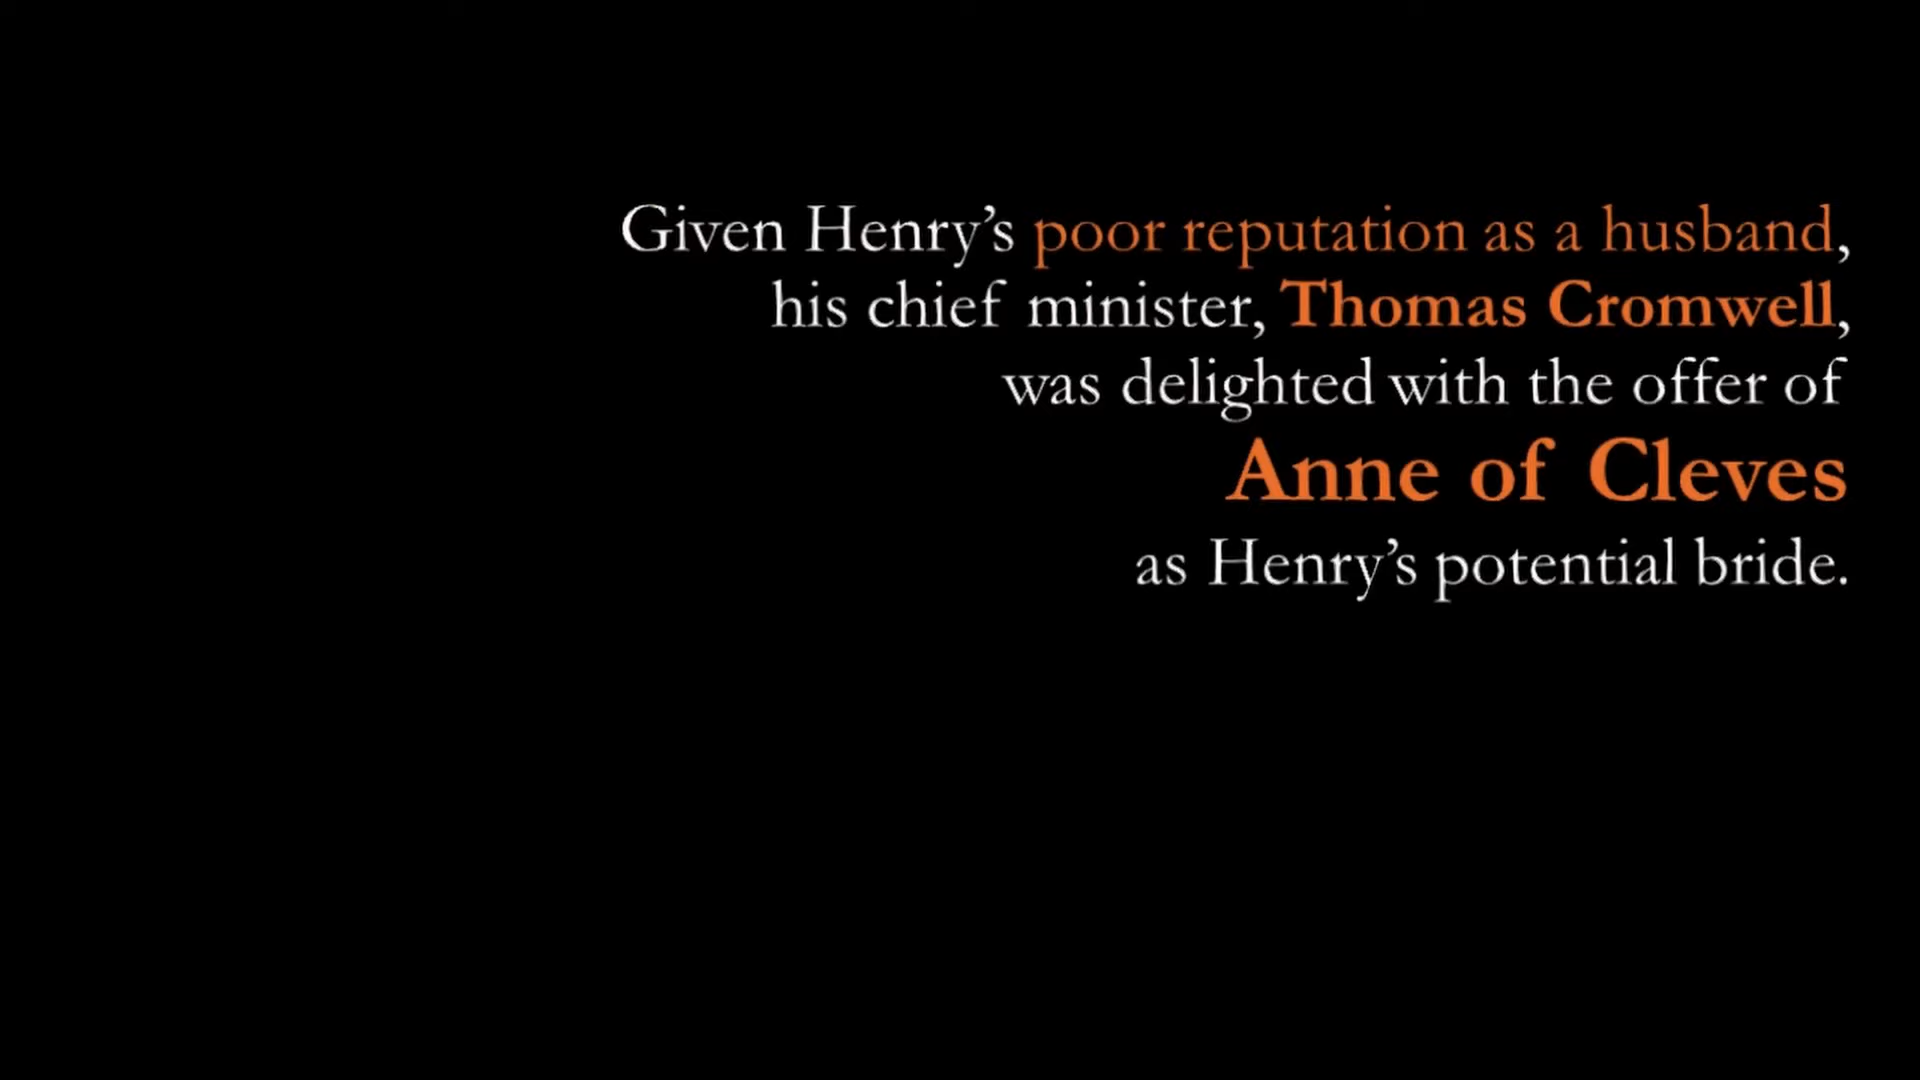 Given Henry’s poor reputation as a husband,
his chief minister, Thomas Cromwell,
was delighted with the offer of
Anne of Cleves
as Henry’s potential bride.